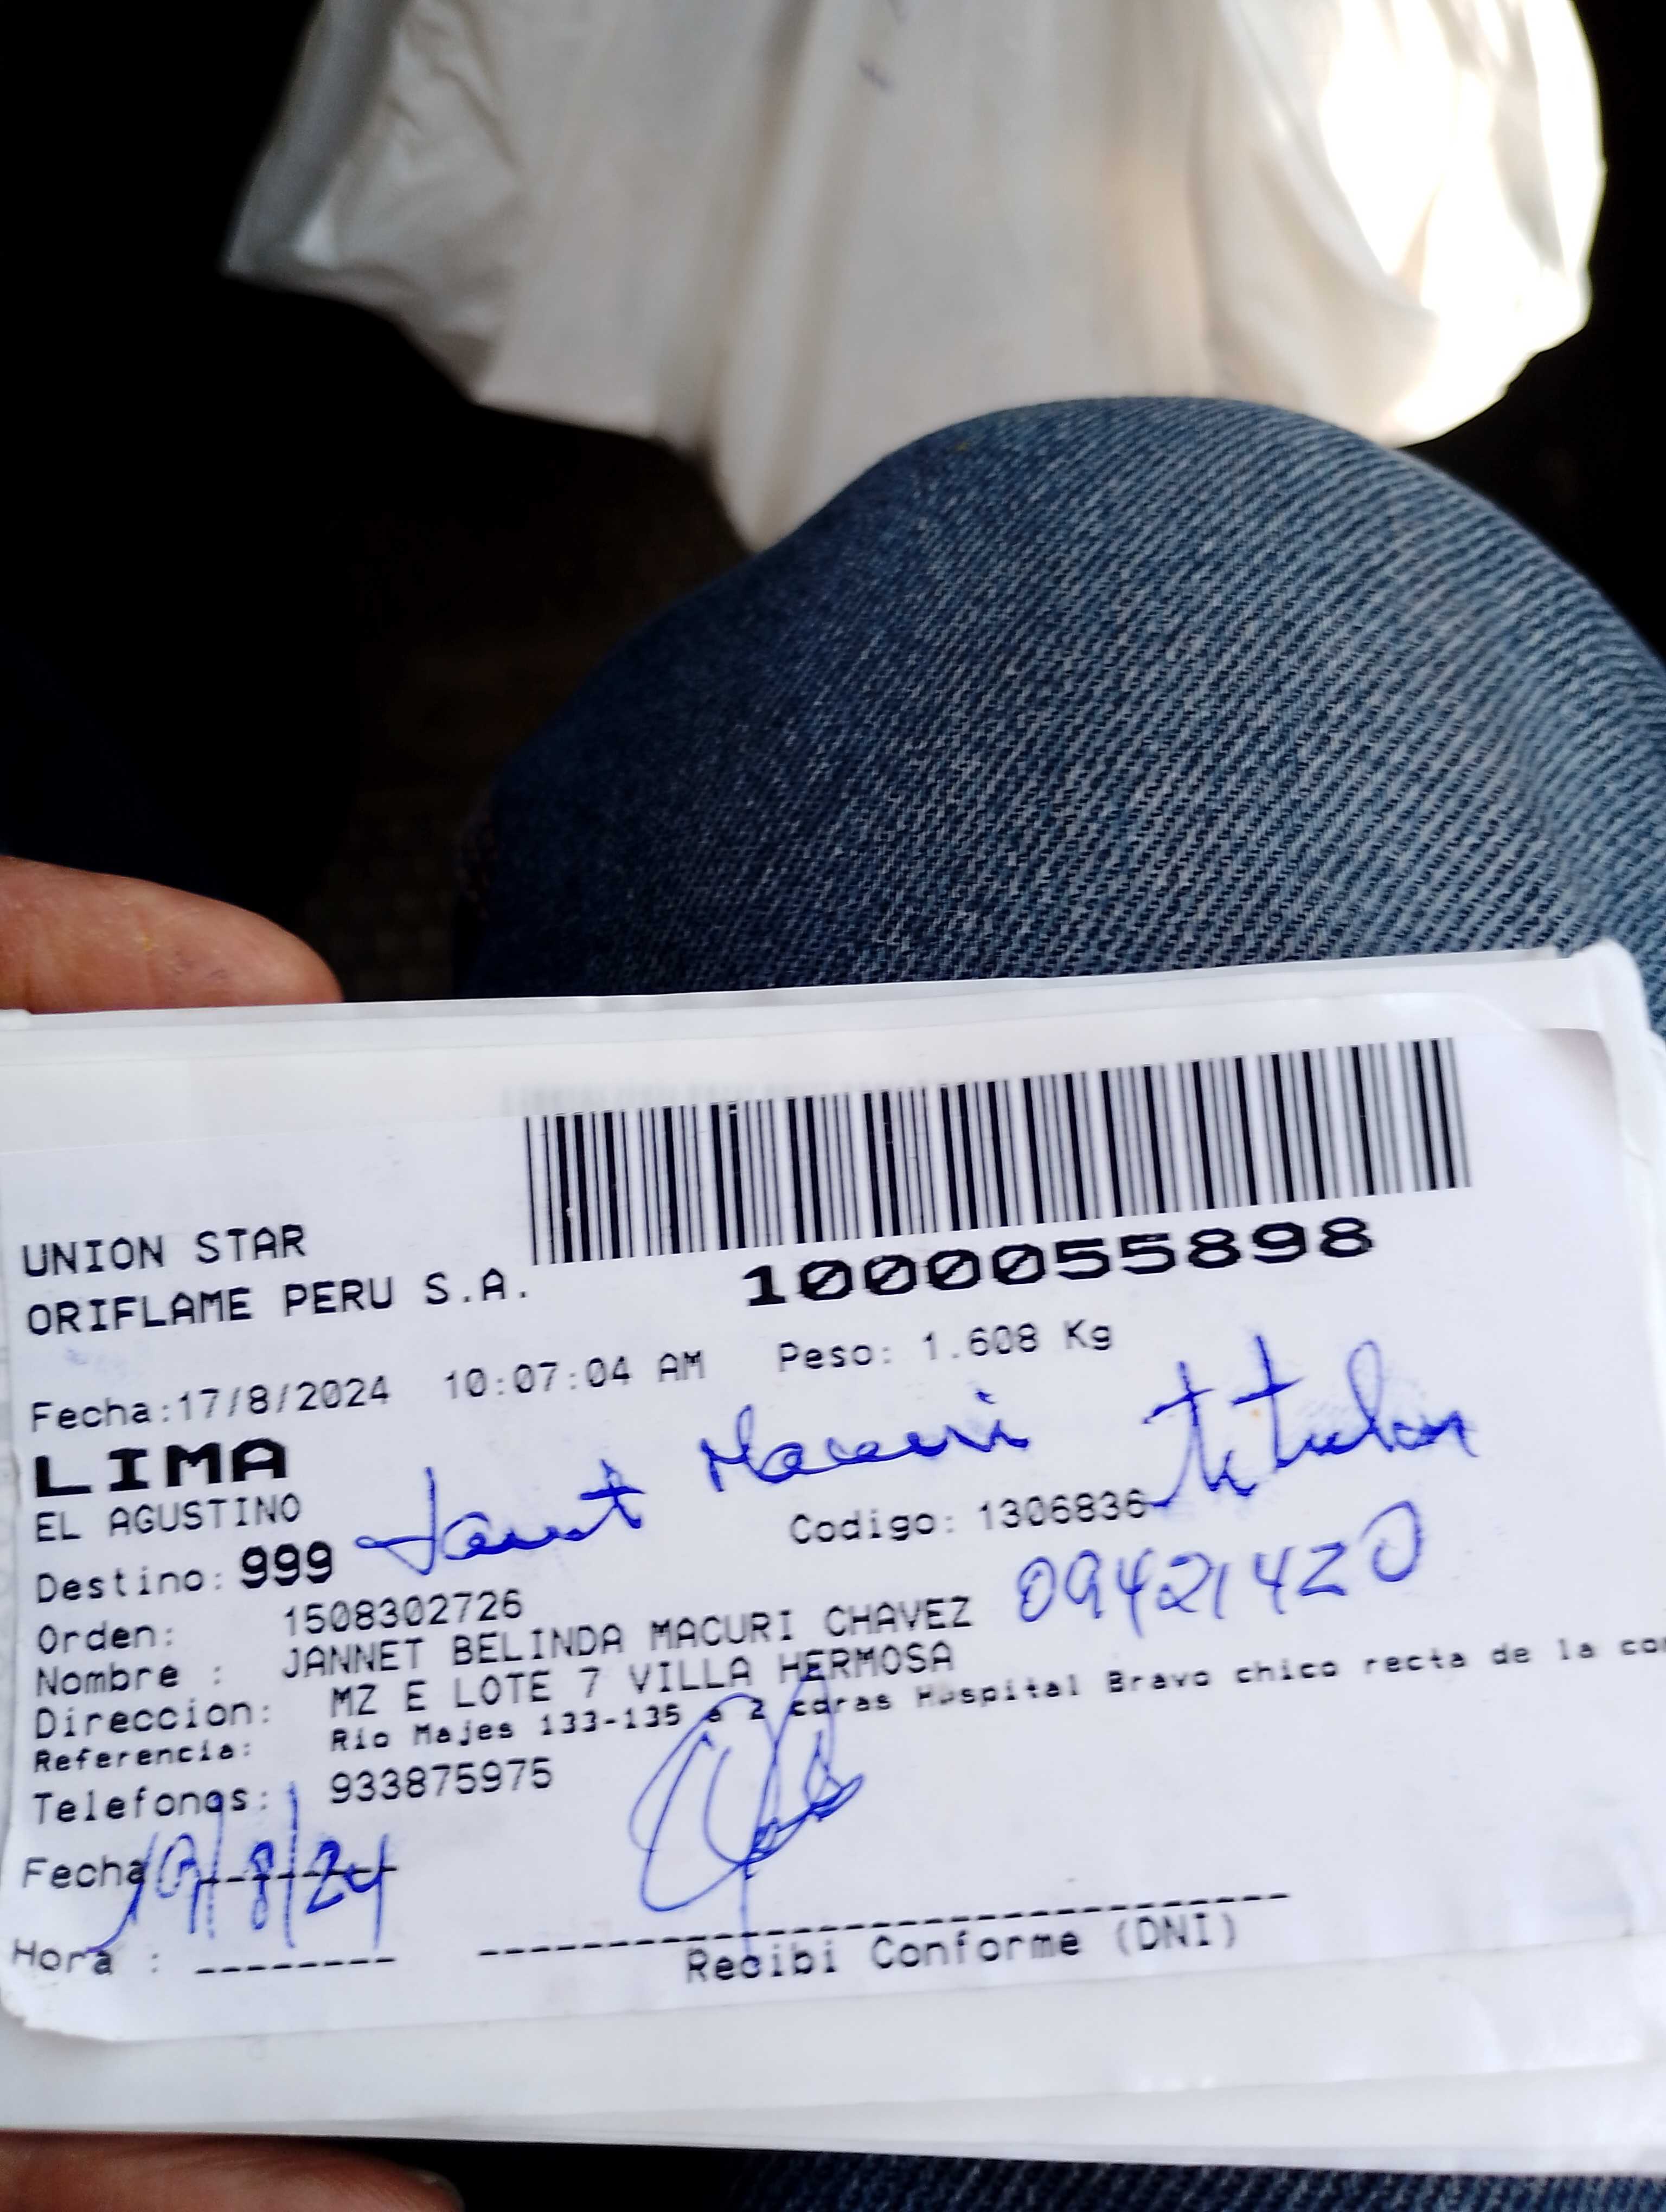 UNION STAR
ORIFLAME PERU S.A.
1000055898
Fecha:17/8/2024 10:07:04 AM Peso: 1.608 Kg
LIMA
EL AGUSTINO
Janet Macuri titular
Destino: 999 Codigo: 1306836
09421420
Orden: 1508302726
Nombre : JANNET BELINDA MACURI CHAVEZ
Direccion: MZ E LOTE 7 VILLA HERMOSA
Referencia: Rio Majes 133-135 a 2 cdras Hospital Bravo chico recta de la
Telefonos: 933875975
Fecha 19/8/24
Hora :
Recibi Conforme (DNI)